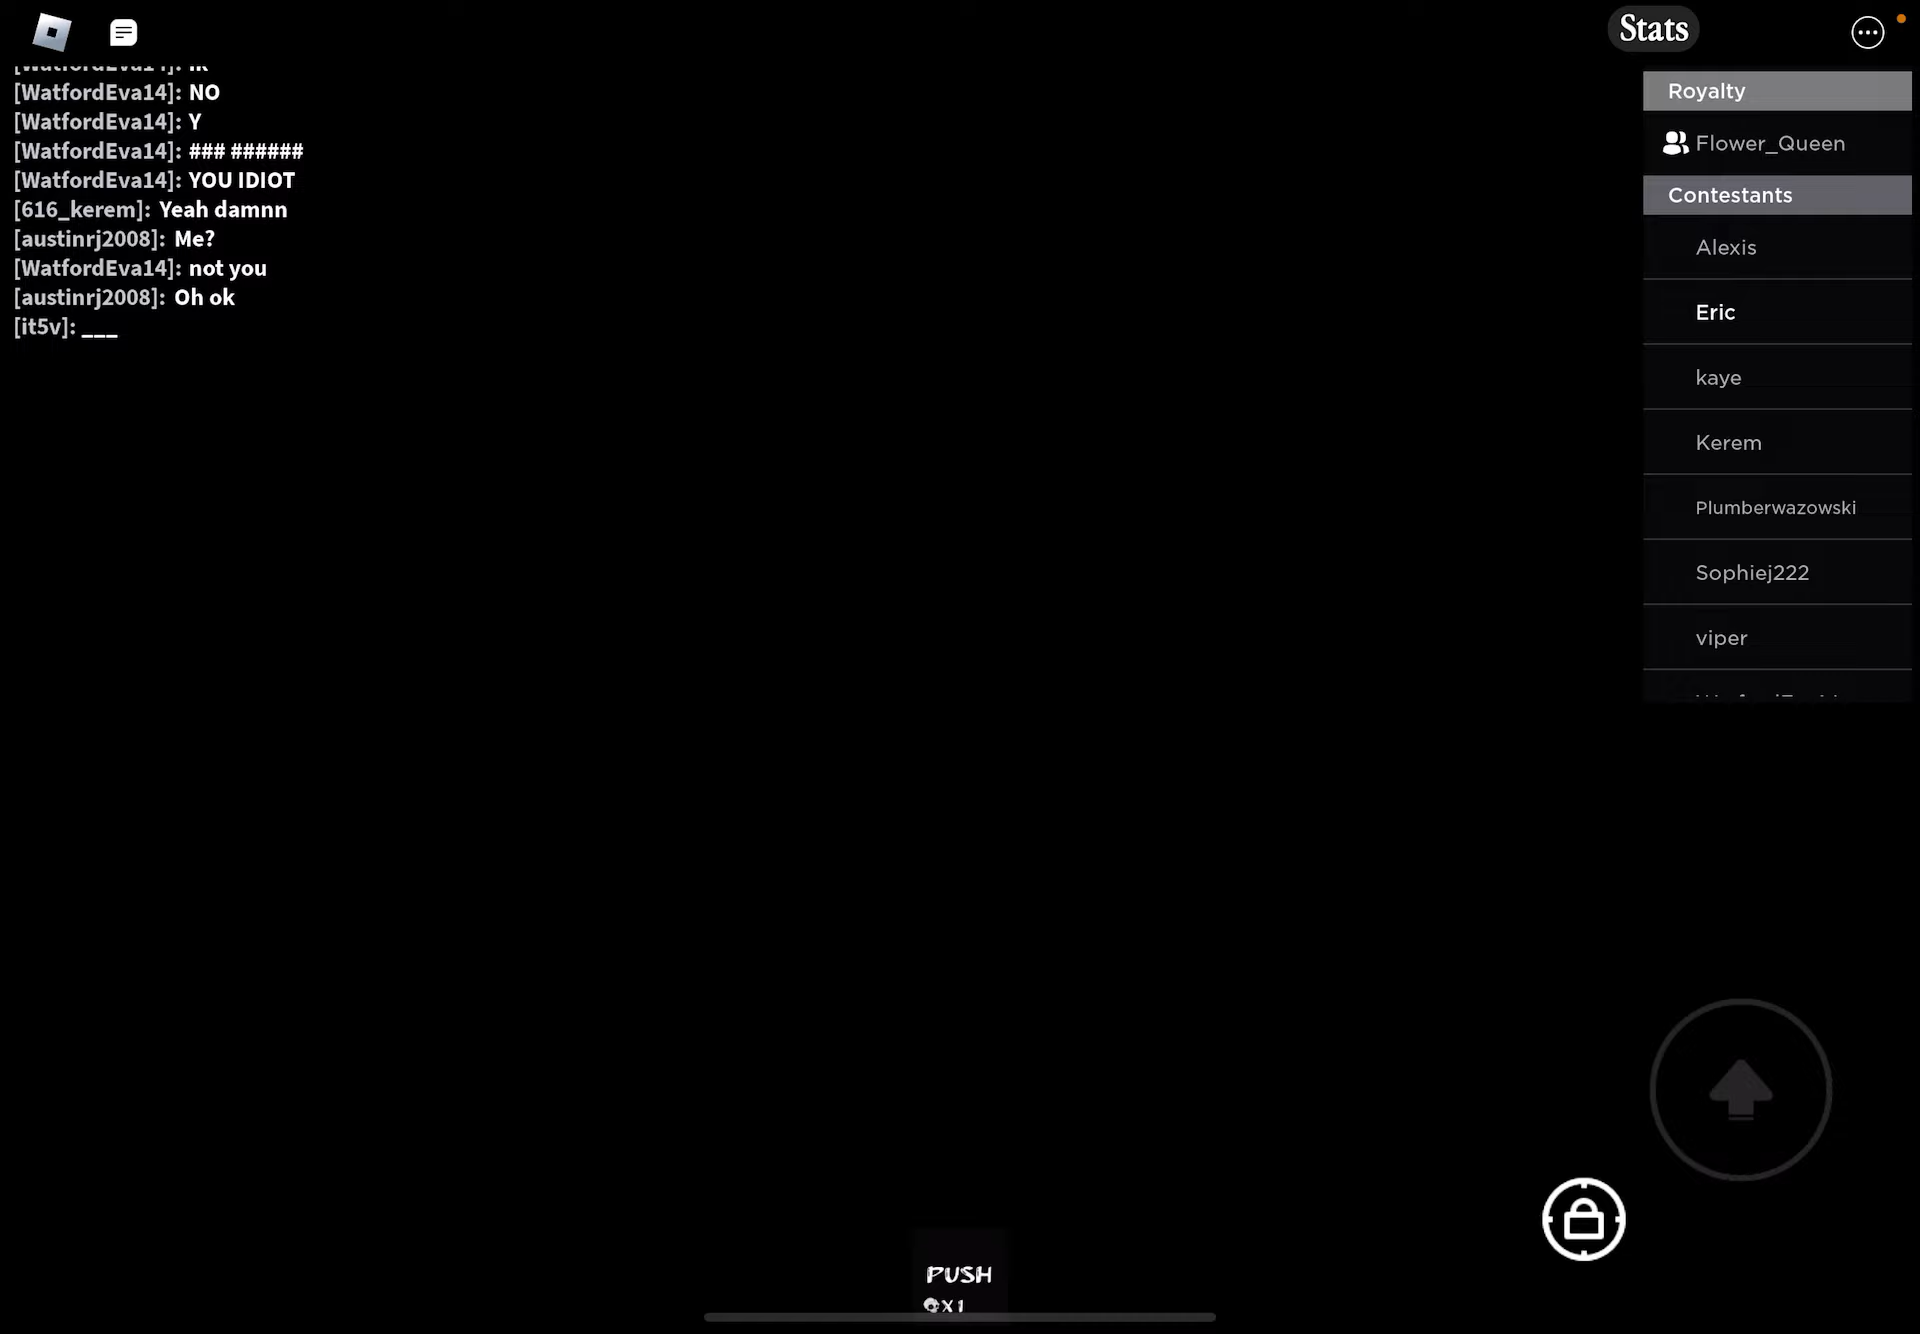 Stats
[WatfordEva14]: NO
[WatfordEva14]: Y
[WatfordEva14]: ### ######
[WatfordEva14]: YOU IDIOT
[616_kerem]: Yeah damnn
[austinrj2008]: Me?
[WatfordEva14]: not you
[austinrj2008]: Oh ok
[it5v]: ___
Royalty
Flower_Queen
Contestants
Alexis
Eric
kaye
Kerem
Plumberwazowski
Sophiej222
viper
PUSH
X1